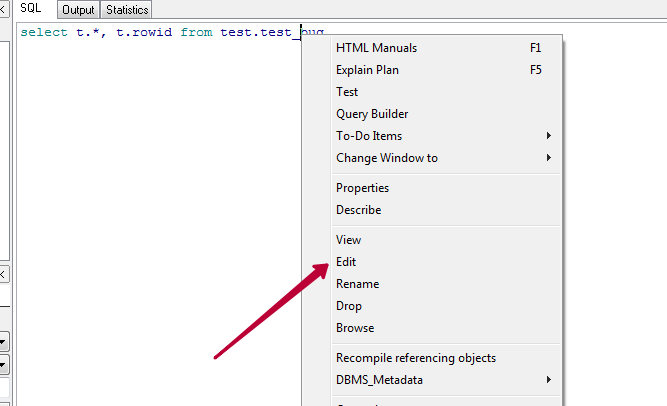 SQL Output Statistics
select t.*, t.rowid from test.test_bug
HTML Manuals F1
Explain Plan F5
Test
Query Builder
To-Do Items
Change Window to
Properties
Describe
View
Edit
Rename
Drop
Browse
Recompile referencing objects
DBMS_Metadata